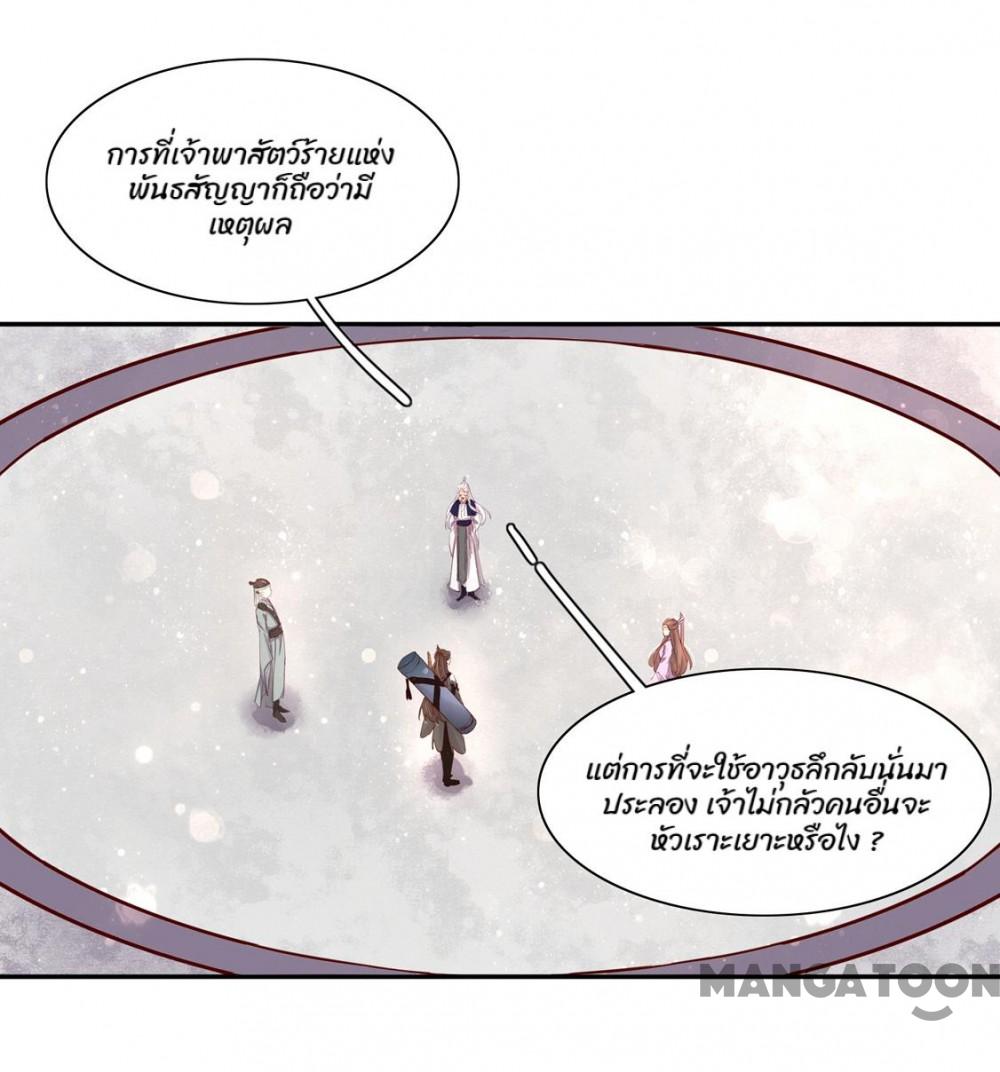 การที่เจ้าพาสัตว์ร้ายแห่ง
พันธสัญญาก็ถือว่ามี
เหตุผล
แต่การที่จะใช้อาวุธลึกลับนั่นมา
ประลอง เจ้าไม่กลัวคนอื่นจะ
หัวเราะเยาะหรือไง ?
MANGATOON